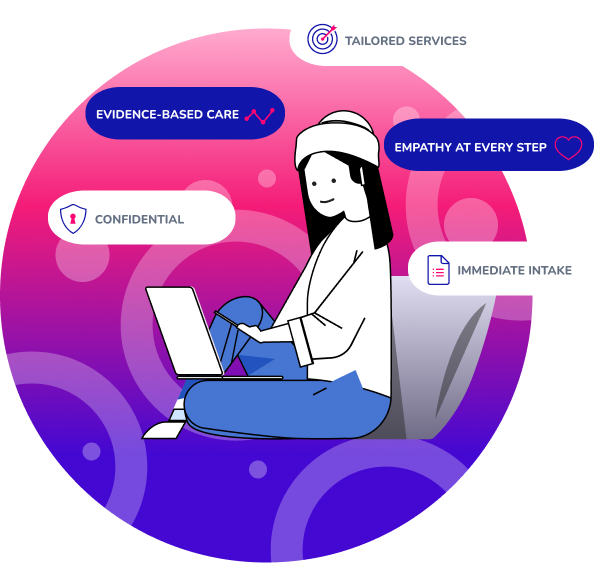 TAILORED SERVICES
EVIDENCE-BASED CARE
EMPATHY AT EVERY STEP
CONFIDENTIAL
IMMEDIATE INTAKE